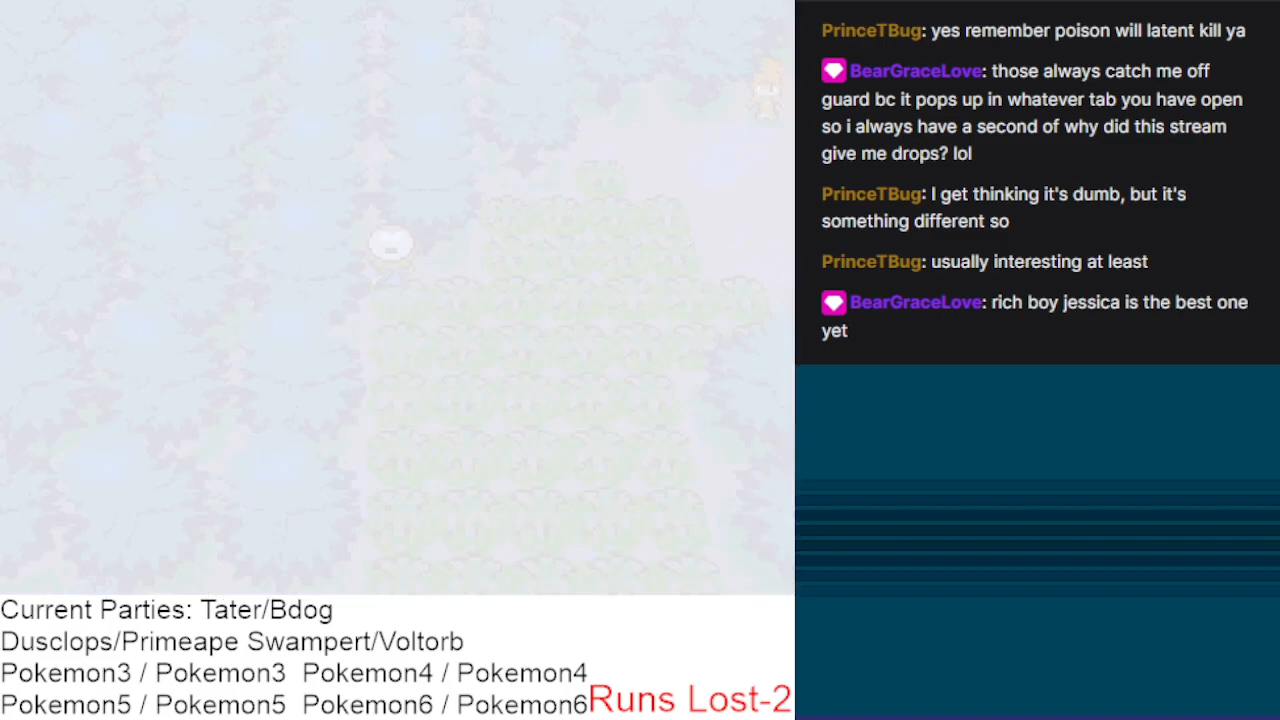 PrinceTBug: yes remember poison will latent kill ya
BearGraceLove: those always catch me off
guard bc it pops up in whatever tab you have open
so i always have a second of why did this stream
give me drops? lol
PrinceTBug: I get thinking it's dumb, but it's
something different so
PrinceTBug: usually interesting at least
BearGraceLove: rich boy jessica is the best one
yet
Current Parties: Tater/Bdog
Dusclops/Primeape Swampert/Voltorb
Pokemon3 / Pokemon3 Pokemon4 / Pokemon4
Pokemon5 / Pokemon5 Pokemon6 / Pokemon6
Runs Lost-2